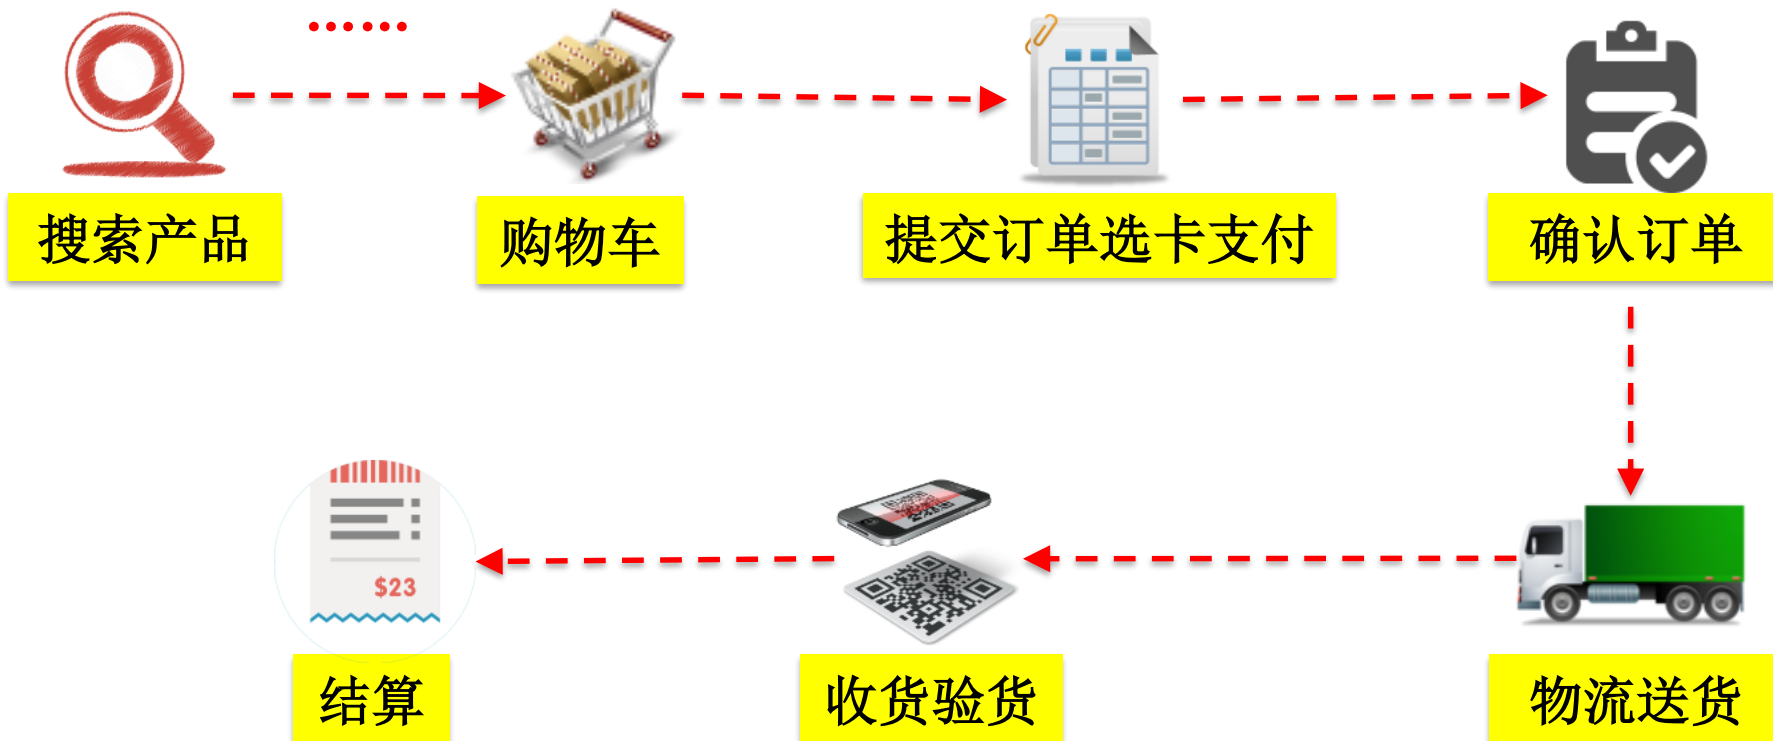 ……
搜索产品
购物车
提交订单选卡支付
确认订单
$23
结算
收货验货
物流送货